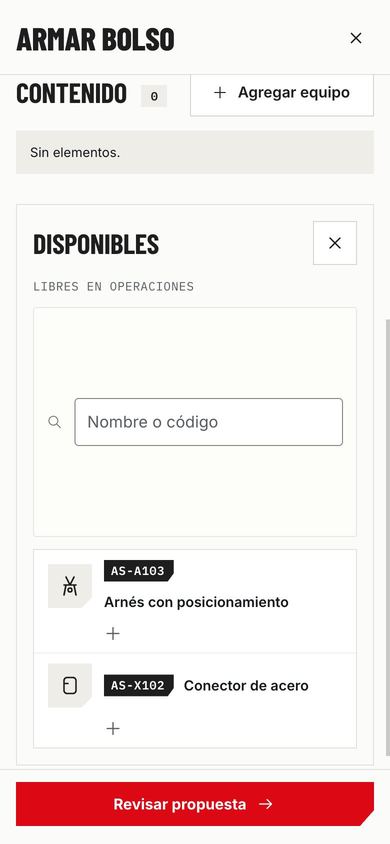 ARMAR BOLSO
CONTENIDO 0
Agregar equipo
Sin elementos.
DISPONIBLES
LIBRES EN OPERACIONES
Nombre o código
AS-A103
Arnés con posicionamiento
AS-X102 Conector de acero
Revisar propuesta